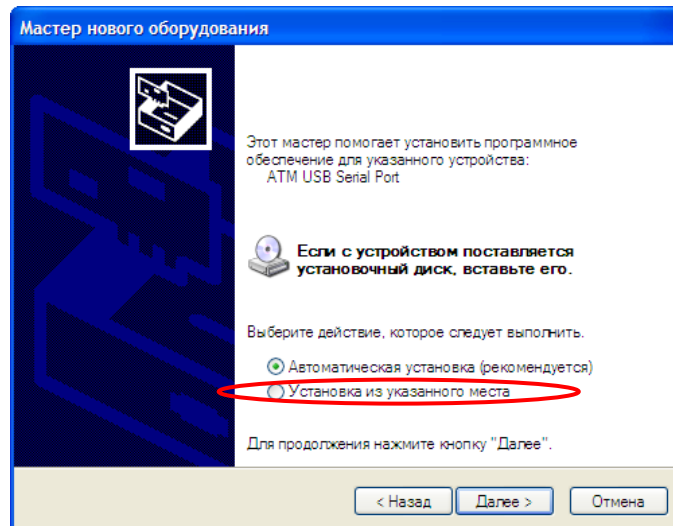 Мастер нового оборудования
Этот мастер помогает установить программное
обеспечение для указанного устройства:
ATM USB Serial Port
Если с устройством поставляется
установочный диск, вставьте его.
Выберите действие, которое следует выполнить.
Автоматическая установка (рекомендуется)
Установка из указанного места
Для продолжения нажмите кнопку "Далее".
< Назад Далее > Отмена